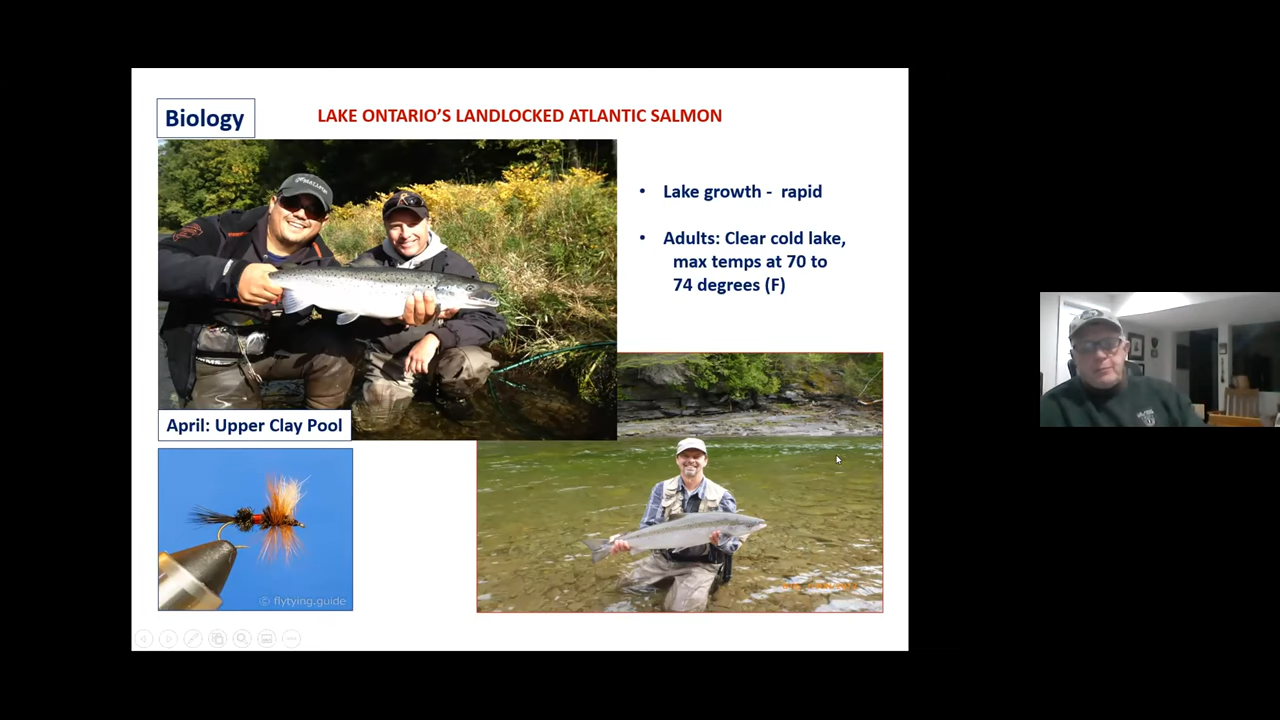 Biology
LAKE ONTARIO'S LANDLOCKED ATLANTIC SALMON
• Lake growth - rapid
• Adults: Clear cold lake,
max temps at 70 to
74 degrees (F)
April: Upper Clay Pool
© flytying.guide